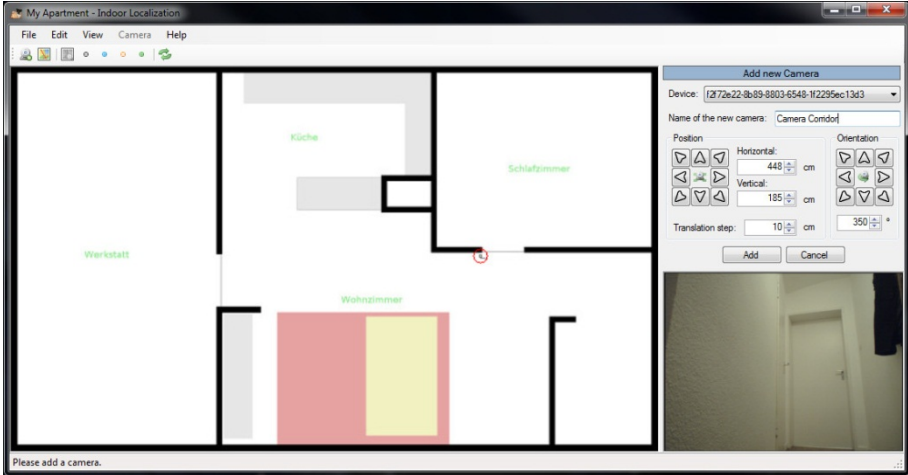 My Apartment - Indoor Localization
File Edit View Camera Help
Add new Camera
Device: f2f72e22-8b89-8803-6548-1f2295ec13d3
Name of the new camera: Camera Corridor
Position
Orientation
Horizontal:
448 cm
Vertical:
185 cm
Translation step: 10 cm
350 °
Add Cancel
Küche
Schlafzimmer
Werkstatt
Wohnzimmer
Please add a camera.